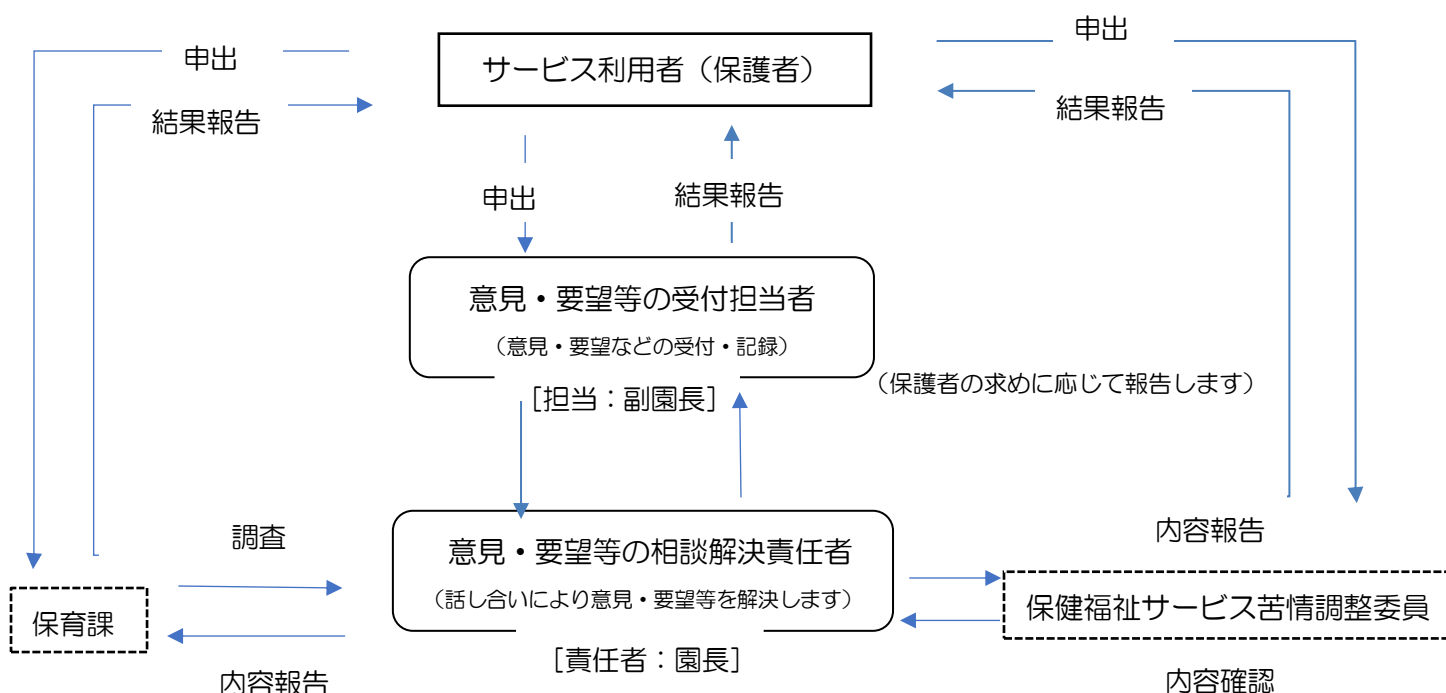 申出
申出
サービス利用者（保護者）
結果報告
結果報告
申出
結果報告
意見・要望等の受付担当者
（意見・要望などの受付・記録）
（保護者の求めに応じて報告します）
［担当：副園長］
調査
内容報告
意見・要望等の相談解決責任者
（話し合いにより意見・要望等を解決します）
保育課
保健福祉サービス苦情調整委員
［責任者：園長］
内容報告
内容確認